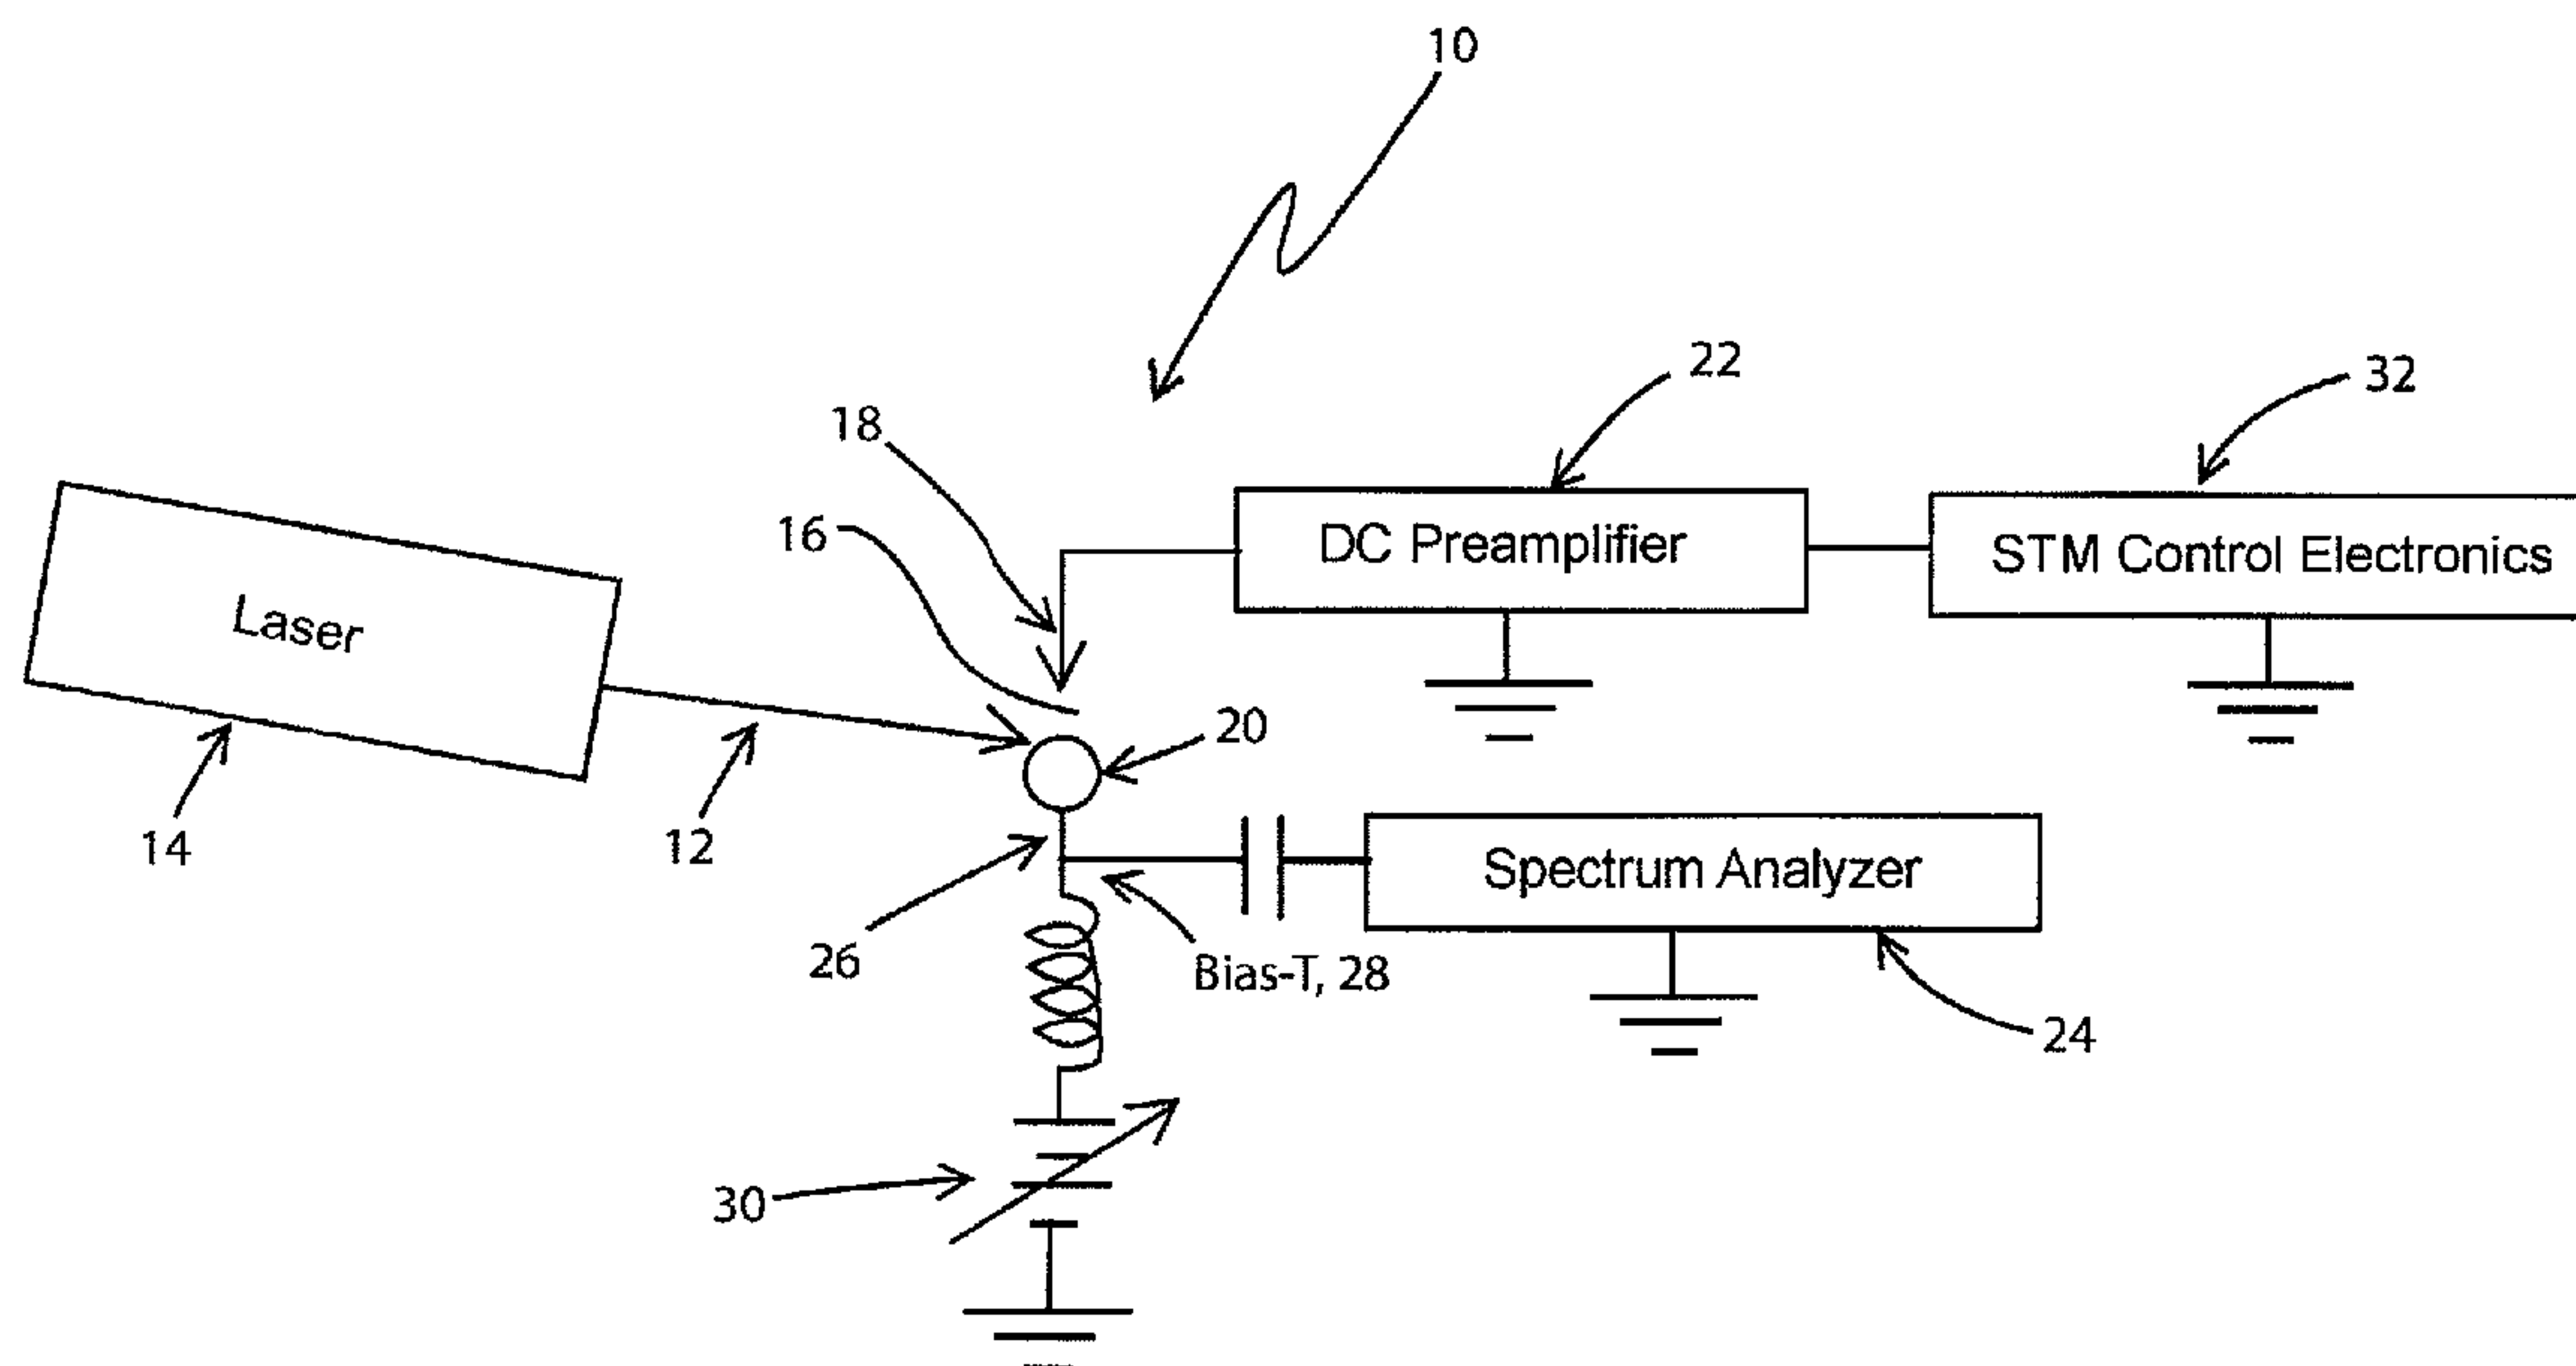 10
22
32
18
16
DC Preamplifier
STM Control Electronics
Laser
20
14
12
Spectrum Analyzer
26
Bias-T, 28
24
30